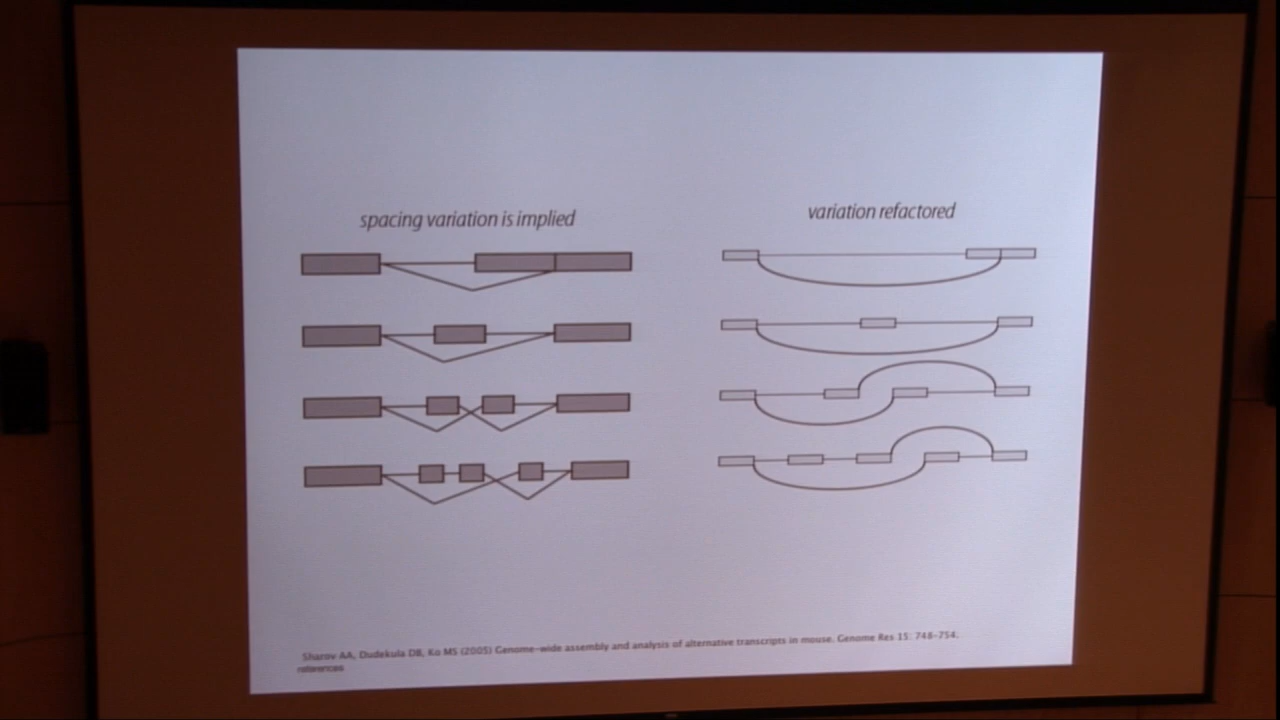 spacing variation is implied
variation refactored
Sharov AA, Dudekula DB, Ko MS (2005) Genome-wide assembly and analysis of alternative transcripts in mouse. Genome Res 15: 748-754.
references